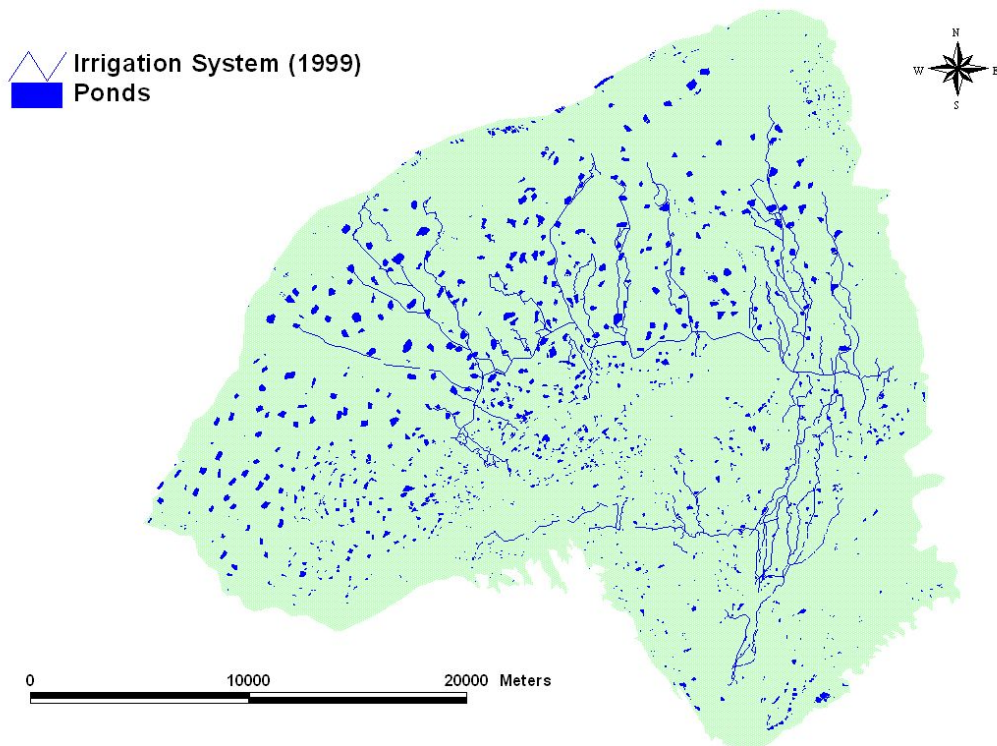 Irrigation System (1999)
Ponds
N
W E
S
0 10000 20000 Meters